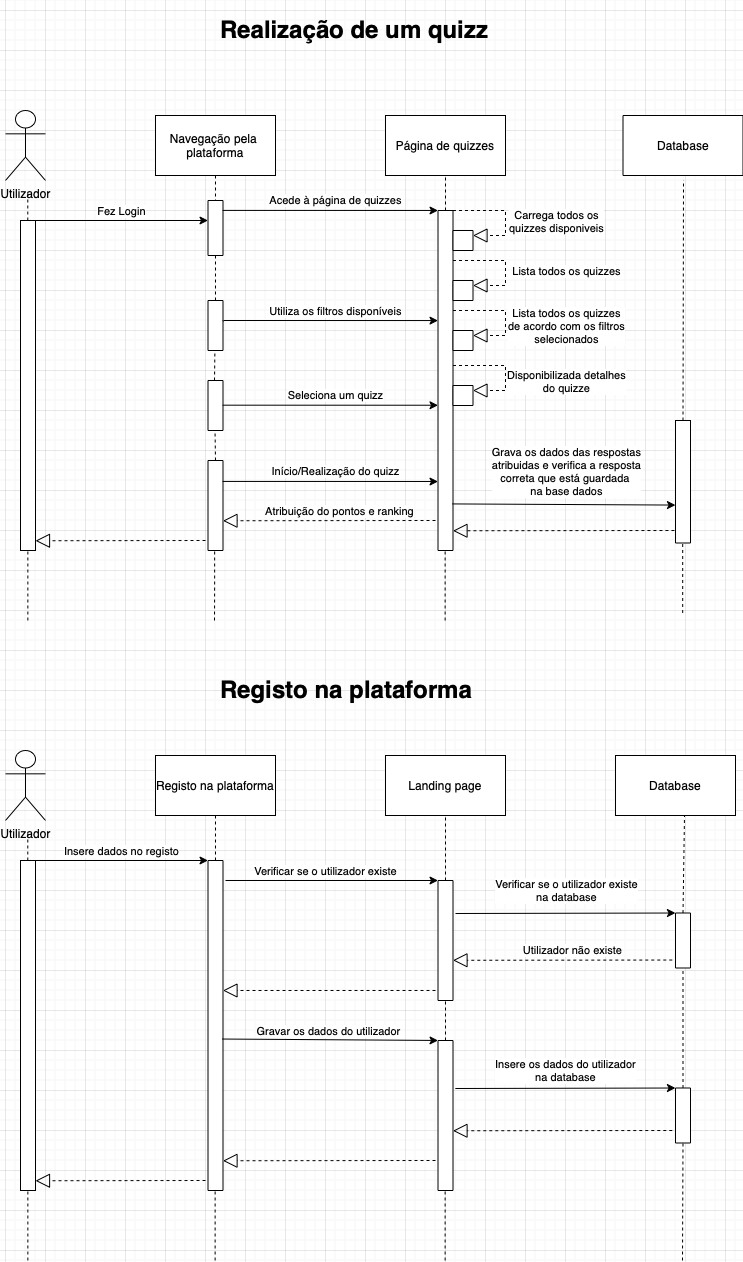 Realização de um quizz
Navegação pela
plataforma
Página de quizzes
Database
Utilizador
Fez Login
Acede à página de quizzes
Carrega todos os
quizzes disponiveis
Lista todos os quizzes
Utiliza os filtros disponíveis
Lista todos os quizzes
de acordo com os filtros
selecionados
Disponibilizada detalhes
do quizze
Seleciona um quizz
Início/Realização do quizz
Grava os dados das respostas
atribuidas e verifica a resposta
correta que está guardada
na base dados
Atribuição do pontos e ranking
Registo na plataforma
Registo na plataforma
Landing page
Database
Utilizador
Insere dados no registo
Verificar se o utilizador existe
Verificar se o utilizador existe
na database
Utilizador não existe
Gravar os dados do utilizador
Insere os dados do utilizador
na database